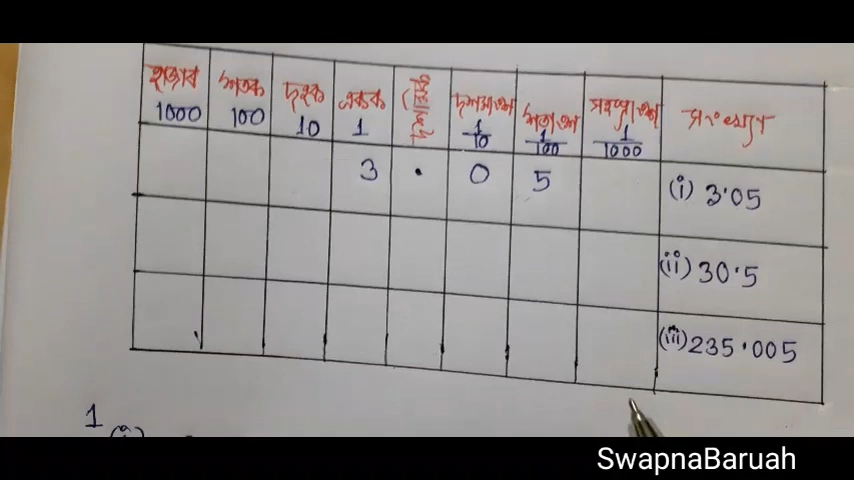 হাজাৰ শতক দহক একক দশমাংশ শতাংশ সহস্ৰাংশ সংখ্যা
1000 100 10 1 1/10 1/100 1/1000
3 . 0 5 (i) 3.05
(ii) 30.5
(iii) 235.005
1 (i)
SwapnaBaruah